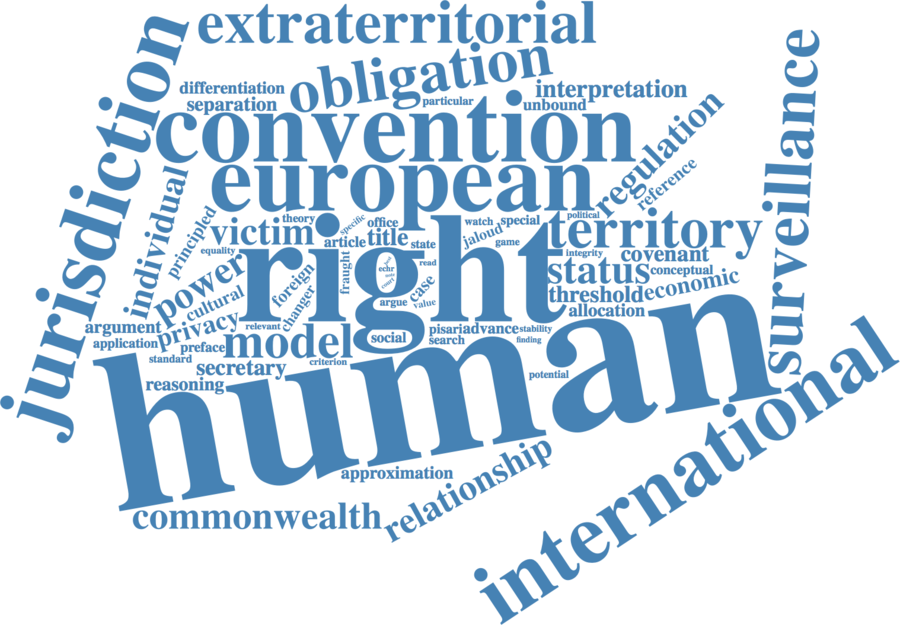 extraterritorial
jurisdiction
obligation
differentiation
separation
particular
interpretation
unbound
surveillance
convention
european
regulation
reference
individual
principled
equality
victim
theory
specific
office
article
title
state
watch
special
jaloud
game
political
territory
integrity
covenant
right
power
cultural
foreign
changer
fraught
read
echr
court
argue
case
value
status
conceptual
threshold
economic
allocation
argument
application
privacy
relevant
preface
standard
model
social
pisari
advance
stability
search
finding
secretary
criterion
reasoning
potential
human
international
approximation
relationship
commonwealth